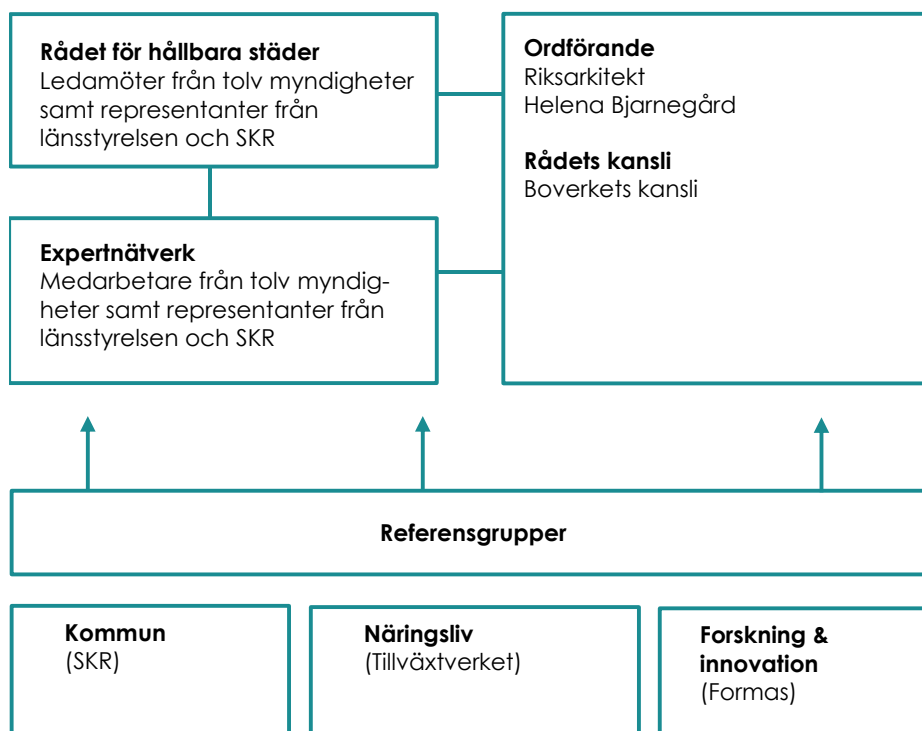 Rådet för hållbara städer
Ledamöter från tolv myndigheter
samt representanter från
länsstyrelsen och SKR
Ordförande
Riksarkitekt
Helena Bjarnegård
Rådets kansli
Boverkets kansli
Expertnätverk
Medarbetare från tolv myndig-
heter samt representanter från
länsstyrelsen och SKR
Referensgrupper
Kommun
(SKR)
Näringsliv
(Tillväxtverket)
Forskning &
innovation
(Formas)